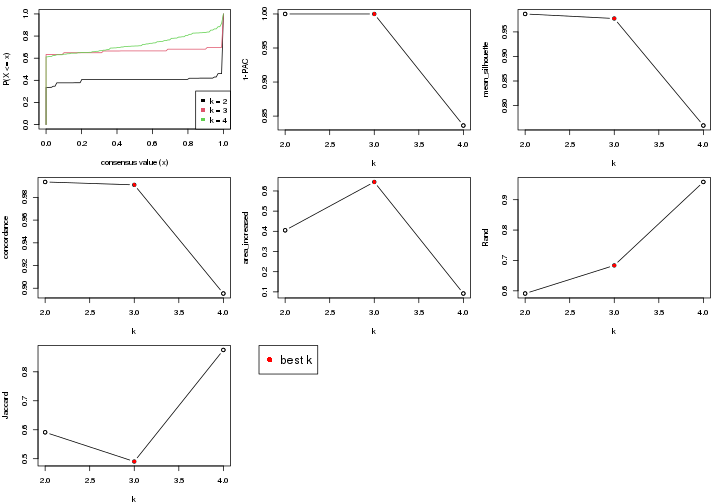 P(X <= x)
0.0 0.2 0.4 0.6 0.8 1.0
k = 2
k = 3
k = 4
0.0 0.2 0.4 0.6 0.8 1.0
consensus value (x)
1-PAC
0.85 0.90 0.95 1.00
2.0 2.5 3.0 3.5 4.0
k
mean_silhouette
0.80 0.85 0.90 0.95
2.0 2.5 3.0 3.5 4.0
k
concordance
0.90 0.92 0.94 0.96 0.98
2.0 2.5 3.0 3.5 4.0
k
area_increased
0.1 0.2 0.3 0.4 0.5 0.6
2.0 2.5 3.0 3.5 4.0
k
Rand
0.6 0.7 0.8 0.9
2.0 2.5 3.0 3.5 4.0
k
Jaccard
0.5 0.6 0.7 0.8
2.0 2.5 3.0 3.5 4.0
k
best k